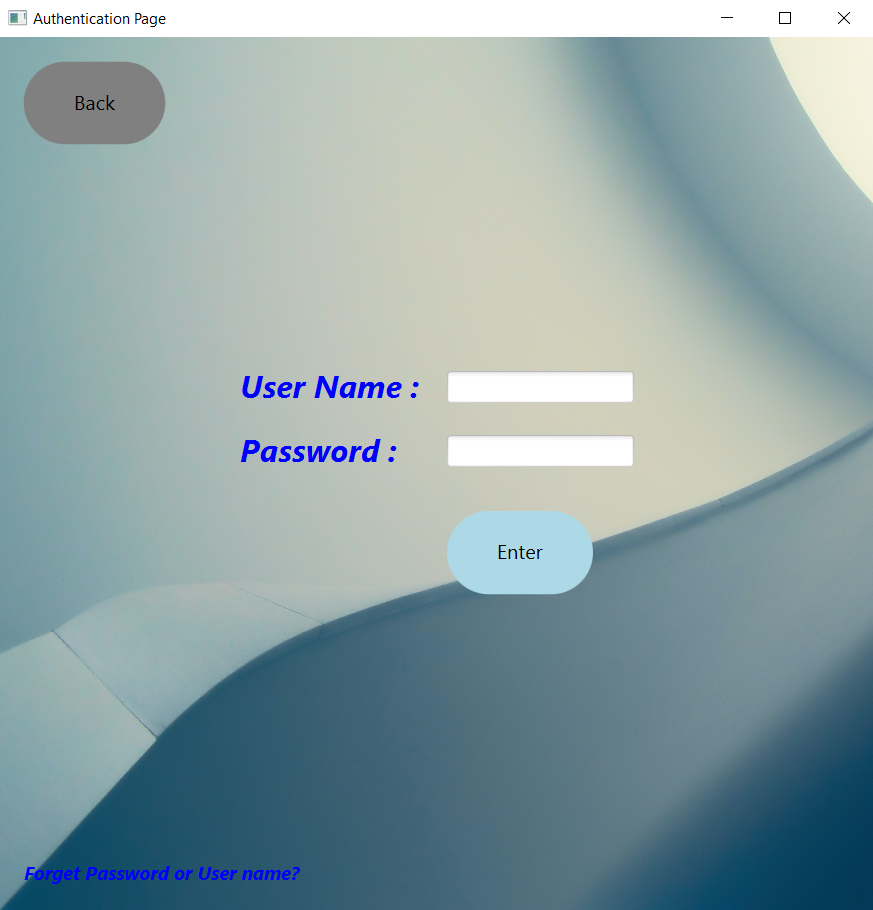 Authentication Page
Back
User Name :
Password :
Enter
Forget Password or User name?